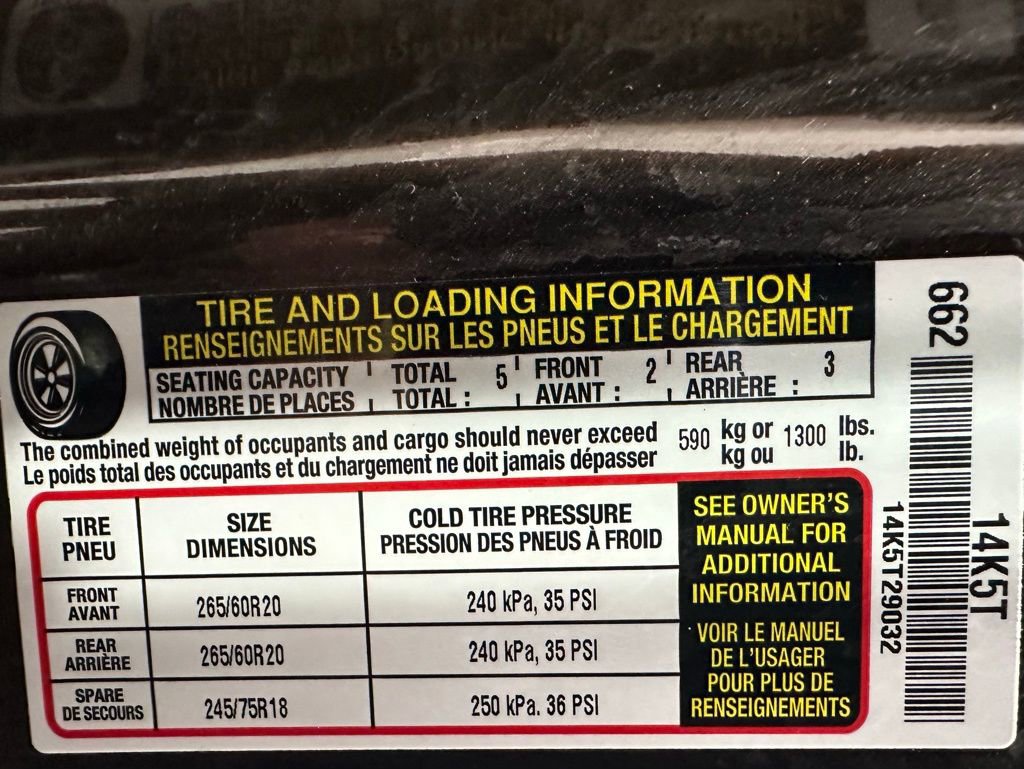 TIRE AND LOADING INFORMATION
RENSEIGNEMENTS SUR LES PNEUS ET LE CHARGEMENT
SEATING CAPACITY TOTAL 5 FRONT 2 REAR 3
NOMBRE DE PLACES TOTAL : AVANT : ARRIÈRE :
The combined weight of occupants and cargo should never exceed 590 kg or 1300 lbs.
Le poids total des occupants et du chargement ne doit jamais dépasser kg ou lb.
TIRE SIZE COLD TIRE PRESSURE
PNEU DIMENSIONS PRESSION DES PNEUS À FROID
FRONT
AVANT 265/60R20 240 kPa, 35 PSI
REAR
ARRIÈRE 265/60R20 240 kPa, 35 PSI
SPARE
DE SECOURS 245/75R18 250 kPa. 36 PSI
SEE OWNER'S
MANUAL FOR
ADDITIONAL
INFORMATION
VOIR LE MANUEL
DE L'USAGER
POUR PLUS DE
RENSEIGNEMENTS
662
14K5T29032
14K5T